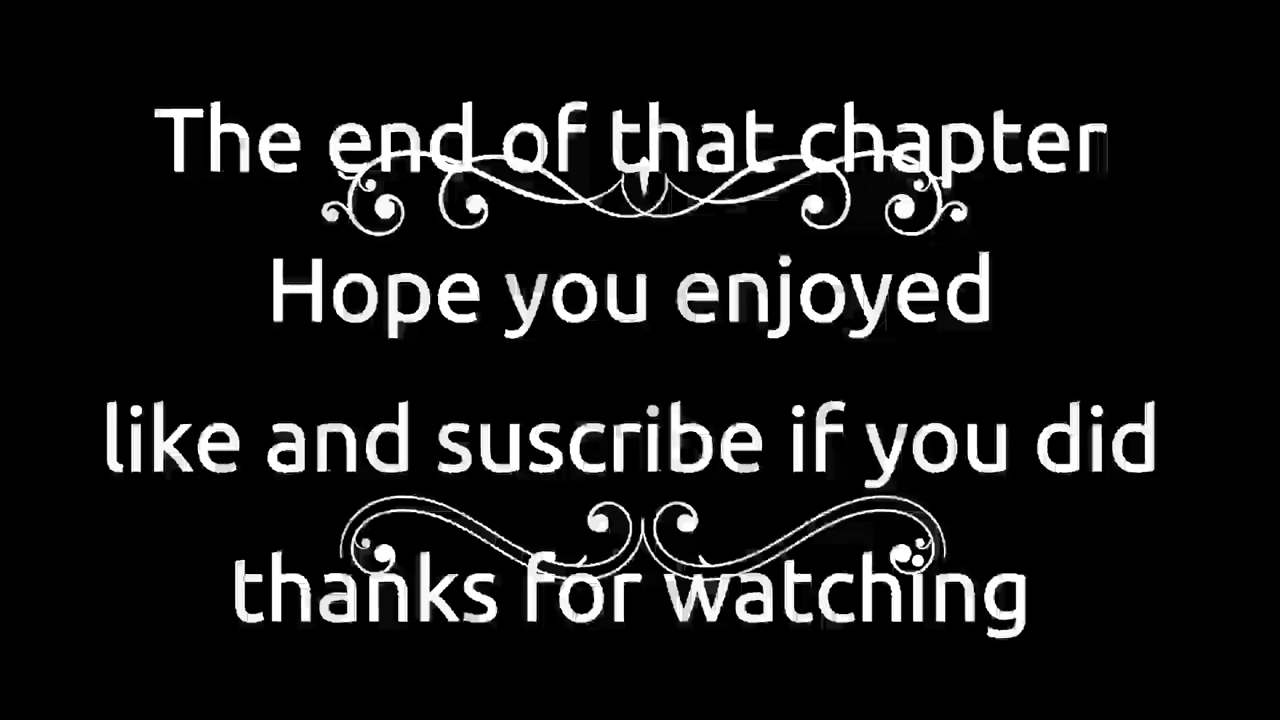 The end of that chapter
Hope you enjoyed
like and suscribe if you did
thanks for watching